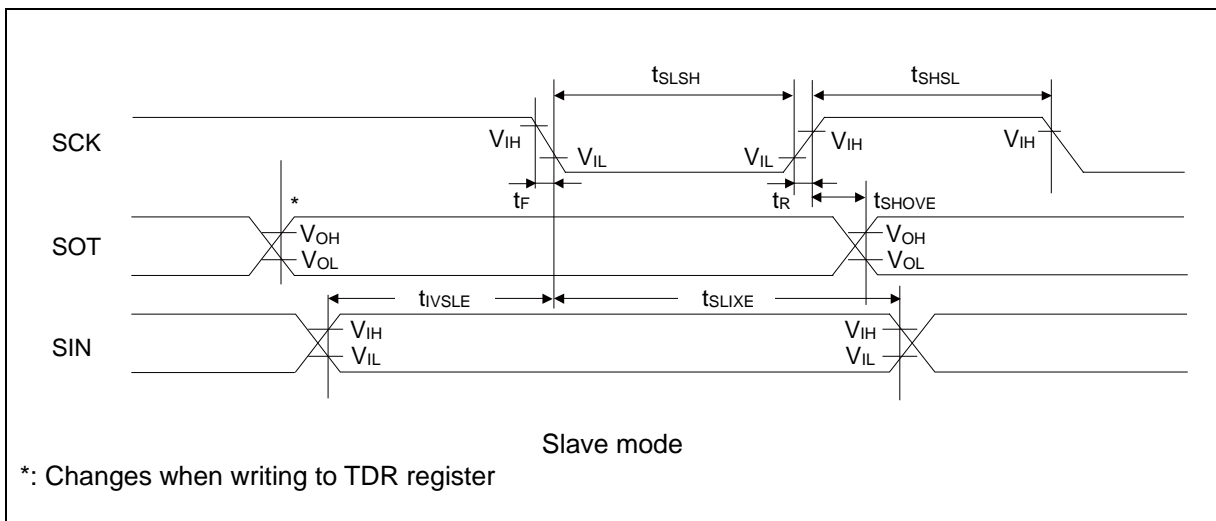 tSLSH tSHSL
SCK VIH VIL VIL VIH VIH
tF tR tSHOVE
*
SOT VOH VOL VOH VOL
tIVSLE tSLIXE
SIN VIH VIL VIH VIL
Slave mode
*: Changes when writing to TDR register